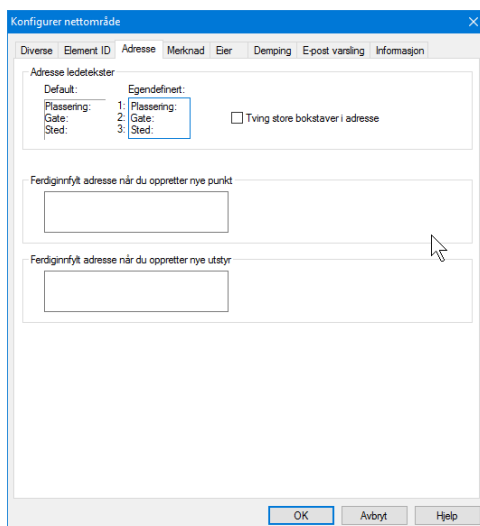 Konfigurer nettområde
Diverse Element ID Adresse Merknad Eier Demping E-post varsling Informasjon
Adresse ledetekster
Default: Egendefinert:
Plassering: 1: Plassering:
Gate: 2: Gate: Tving store bokstaver i adresse
Sted: 3: Sted:
Ferdiginnfylt adresse når du oppretter nye punkt
Ferdiginnfylt adresse når du oppretter nye utstyr
OK Avbryt Hjelp